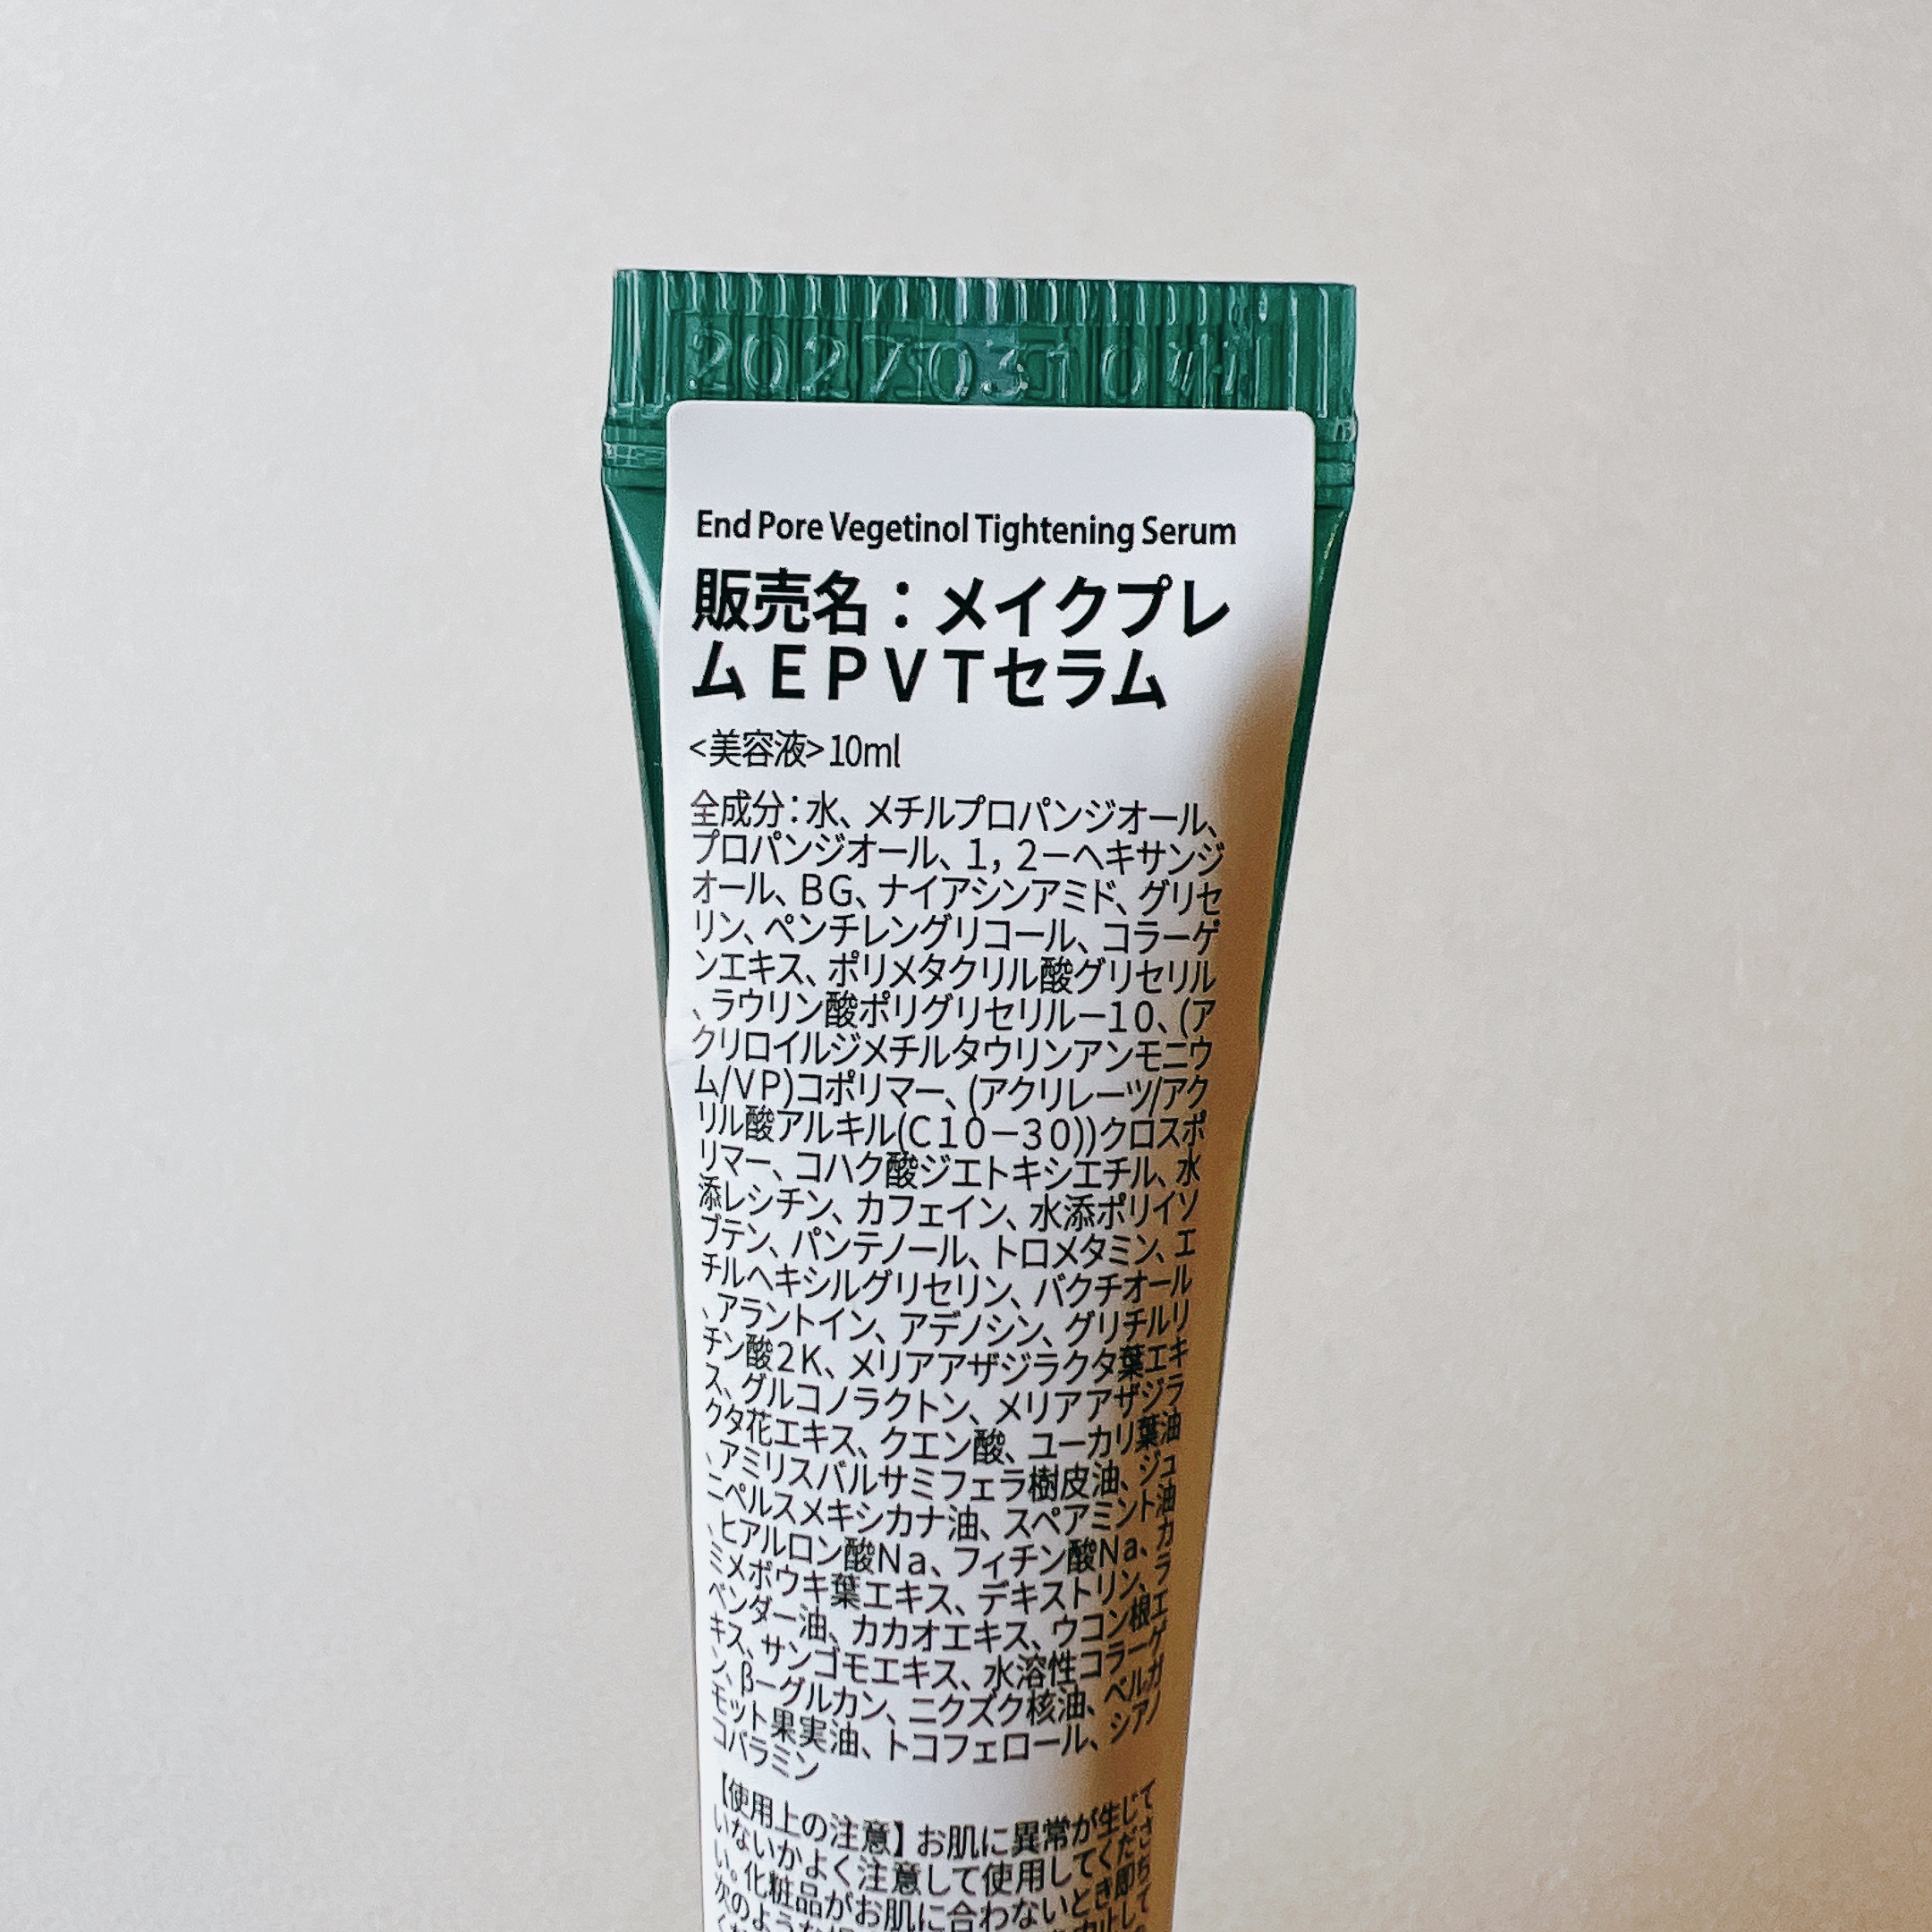 20270310
End Pore Vegetinol Tightening Serum
販売名：メイクプレ
ムＥＰＶＴセラム
<美容液>10ml
全成分：水、メチルプロパンジオール、
プロパンジオール、１，２－ヘキサンジ
オール、ＢＧ、ナイアシンアミド、グリセ
リン、ペンチレングリコール、コラーゲ
ンエキス、ポリメタクリル酸グリセリル
、ラウリン酸ポリグリセリル－１０、(ア
クリロイルジメチルタウリンアンモニウ
ム/ＶＰ)コポリマー、(アクリレーツ/アク
リル酸アルキル(Ｃ１０－３０))クロスポ
リマー、コハク酸ジエトキシエチル、水
添レシチン、カフェイン、水添ポリイソ
ブテン、パンテノール、トロメタミン、エ
チルヘキシルグリセリン、バクチオール
、アラントイン、アデノシン、グリチルリ
チン酸２Ｋ、メリアアザジラクタ葉エキ
ス、グルコノラクトン、メリアアザジラ
クタ花エキス、クエン酸、ユーカリ葉油
、アミリスバルサミフェラ樹皮油、ジュ
ニペルスメキシカナ油、スペアミント油
、ヒアルロン酸Ｎａ、フィチン酸Ｎａ、カ
ミメボウキ葉エキス、デキストリン、ラ
ベンダー油、カカオエキス、ウコン根エ
キス、サンゴモエキス、水溶性コラーゲ
ン、β－グルカン、ニクズク核油、ベルガ
モット果実油、トコフェロール、シアノ
コバラミン
【使用上の注意】お肌に異常が生じて
いないかよく注意して使用してくださ
い。化粧品がお肌に合わないとき即ち
次のような